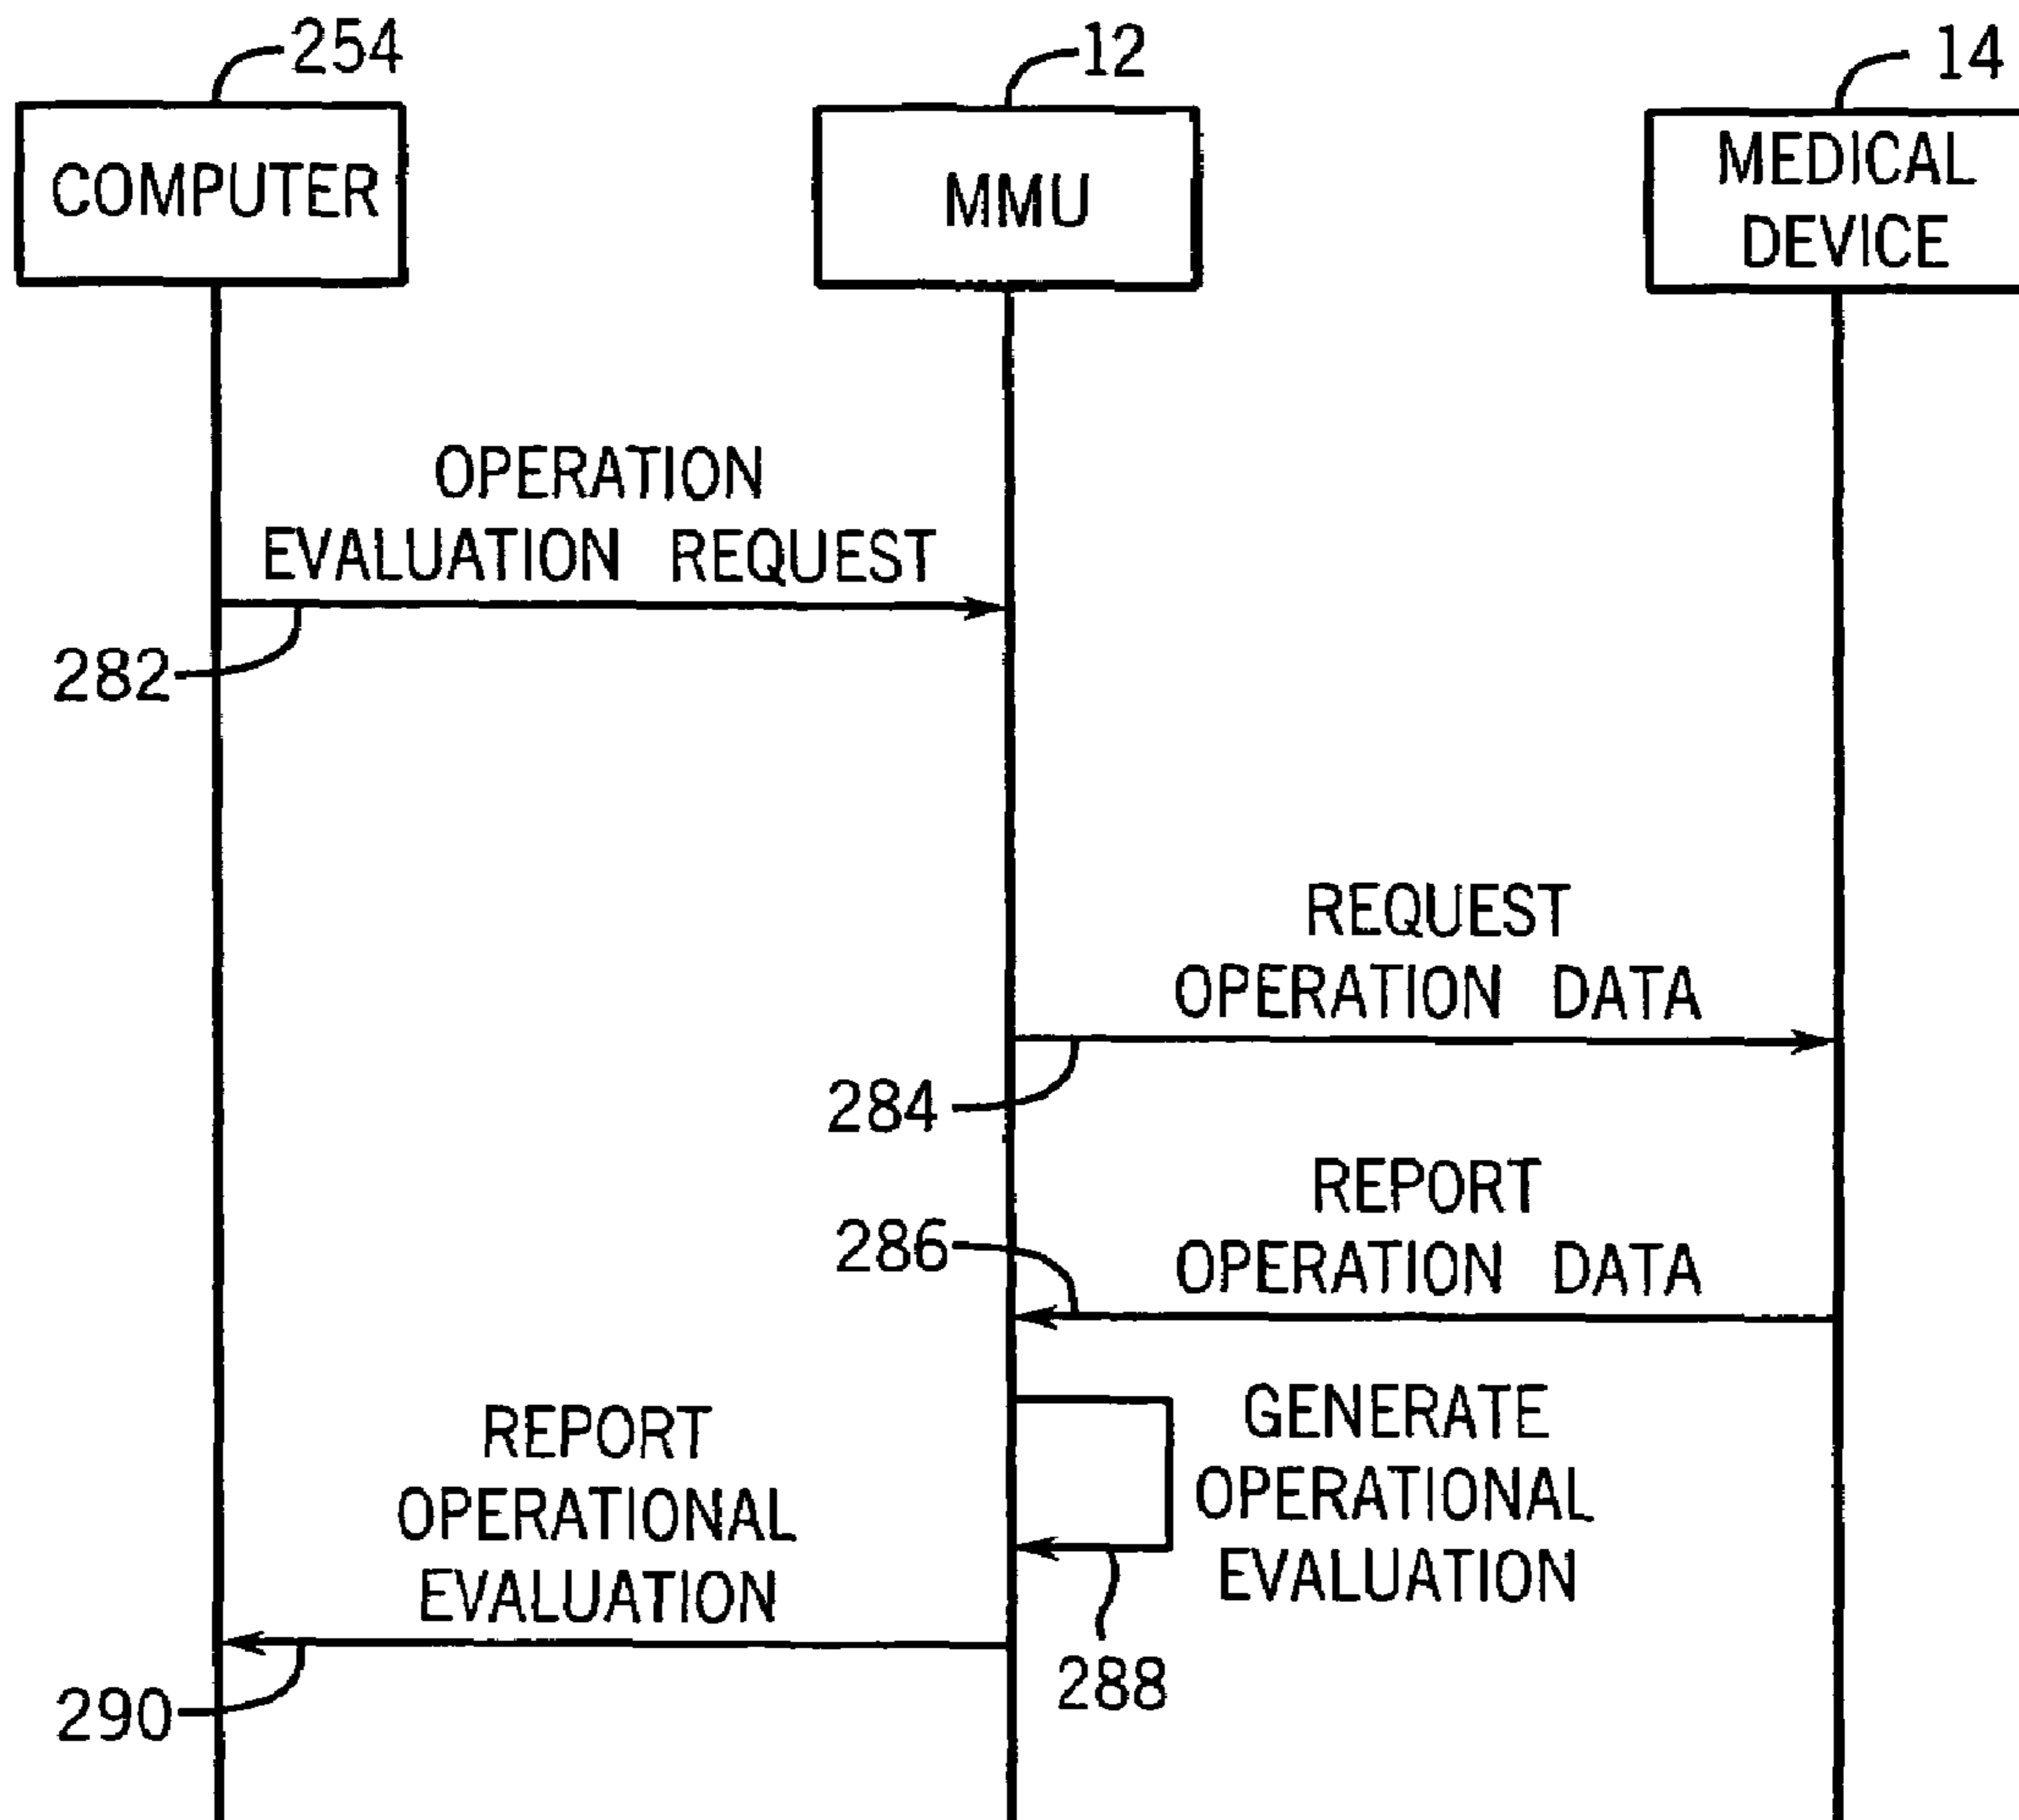 254
12
14
COMPUTER
MMU
MEDICAL
DEVICE
OPERATION
EVALUATION REQUEST
282
REQUEST
OPERATION DATA
284
REPORT
OPERATION DATA
286
GENERATE
OPERATIONAL
EVALUATION
288
REPORT
OPERATIONAL
EVALUATION
290